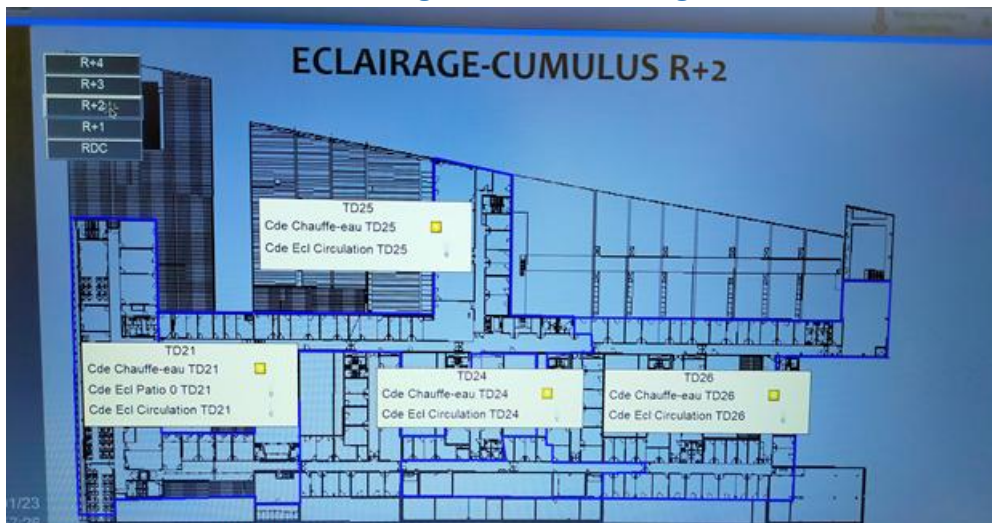 ECLAIRAGE-CUMULUS R+2
R+4
R+3
R+2
R+1
RDC
TD25
Cde Chauffe-eau TD25
Cde Ecl Circulation TD25
TD21
Cde Chauffe-eau TD21
Cde Ecl Patio 0 TD21
Cde Ecl Circulation TD21
TD24
Cde Chauffe-eau TD24
Cde Ecl Circulation TD24
TD26
Cde Chauffe-eau TD26
Cde Ecl Circulation TD26